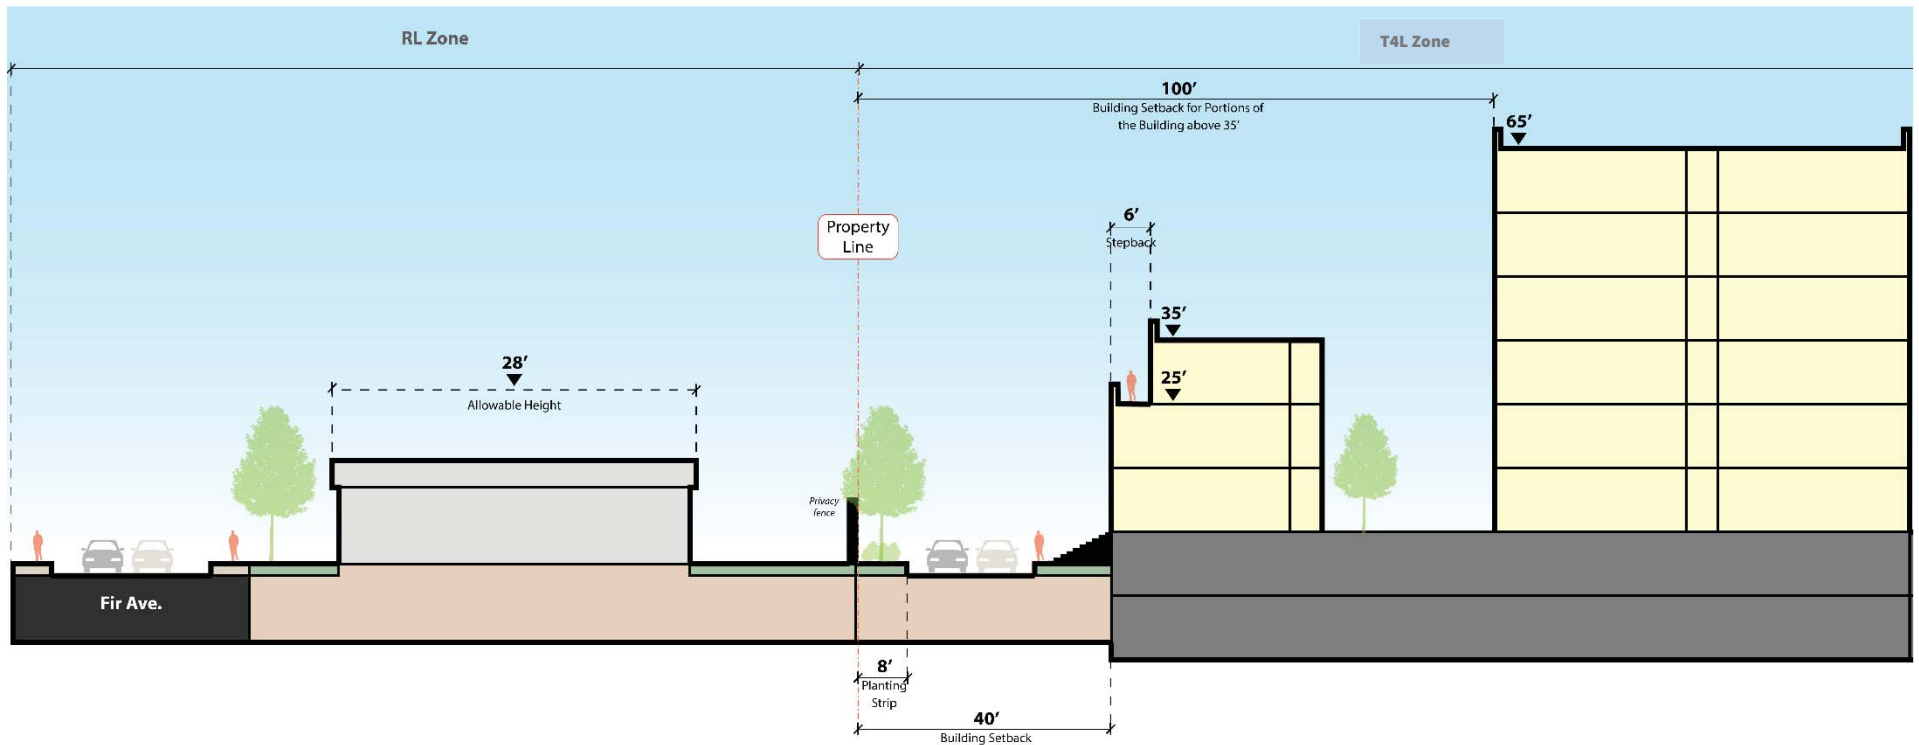 RL Zone
T4L Zone
100’
Building Setback for Portions of
the Building above 35’
65’
6’
Stepback
Property
Line
35’
25’
28’
Allowable Height
Privacy
fence
Fir Ave.
8’
Planting
Strip
40’
Building Setback